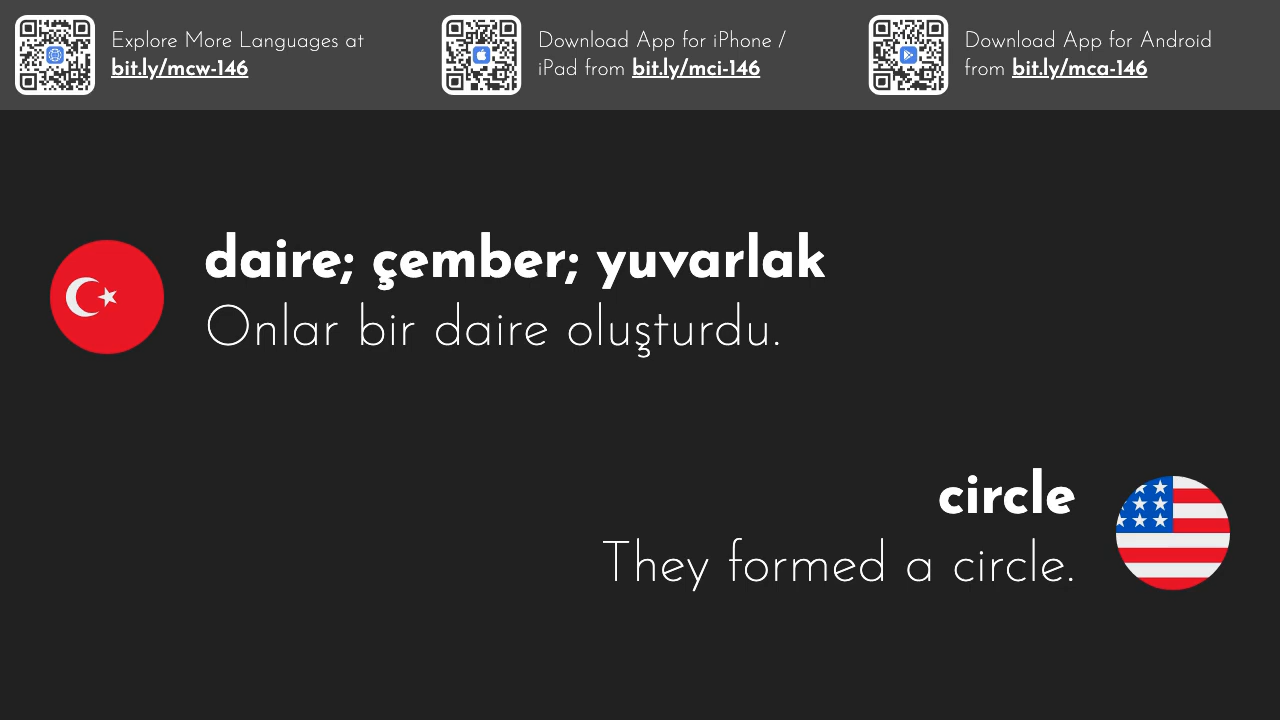 Explore More Languages at
bit.ly/mcw-146
Download App for iPhone /
iPad from bit.ly/mci-146
Download App for Android
from bit.ly/mca-146
daire; çember; yuvarlak
Onlar bir daire oluşturdu.
circle
They formed a circle.